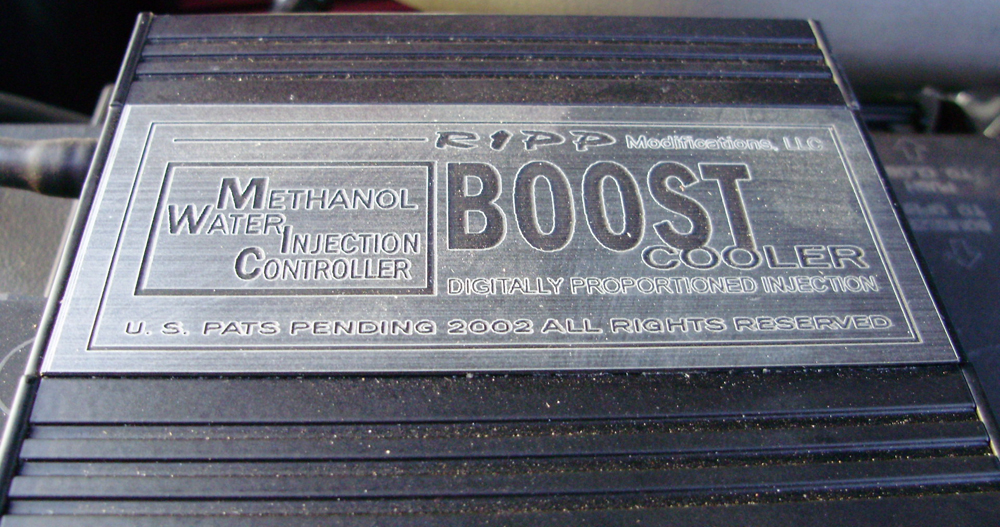 RIPP Modifications, LLC
METHANOL
WATER
INJECTION
CONTROLLER
BOOST
COOLER
DIGITALLY PROPORTIONED INJECTION
U. S. PATS PENDING 2002 ALL RIGHTS RESERVED